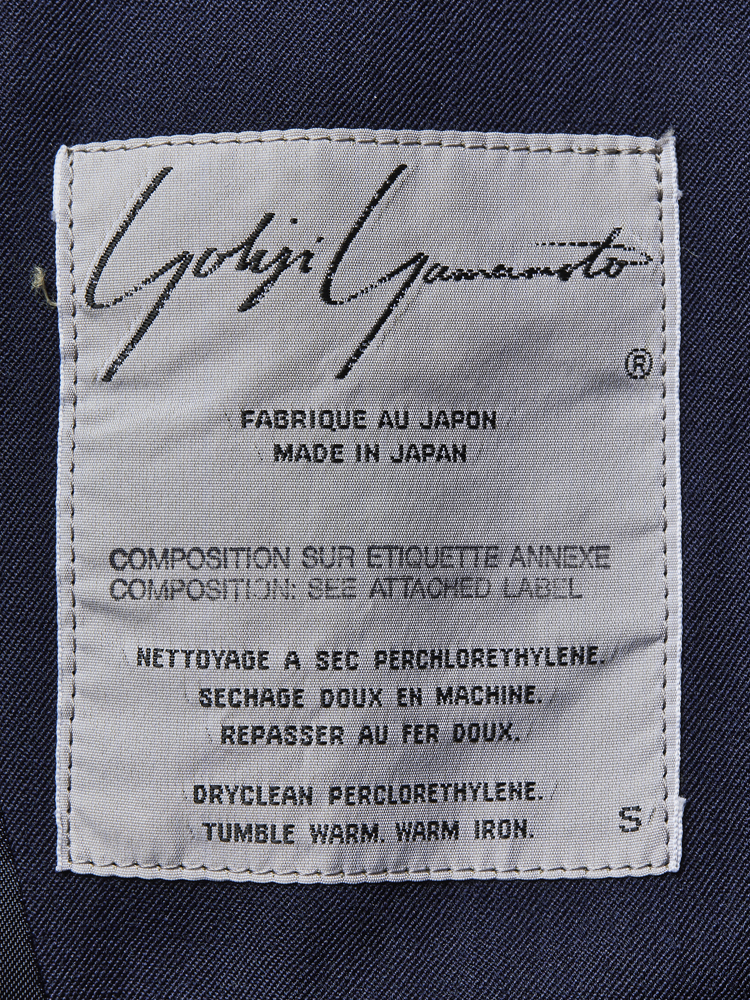 Yohji Yamamoto
®
FABRIQUE AU JAPON
MADE IN JAPAN
COMPOSITION SUR ETIQUETTE ANNEXE
COMPOSITION: SEE ATTACHED LABEL
NETTOYAGE A SEC PERCHLORETHYLENE.
SECHAGE DOUX EN MACHINE.
REPASSER AU FER DOUX.
DRYCLEAN PERCLORETHYLENE.
TUMBLE WARM. WARM IRON.
S